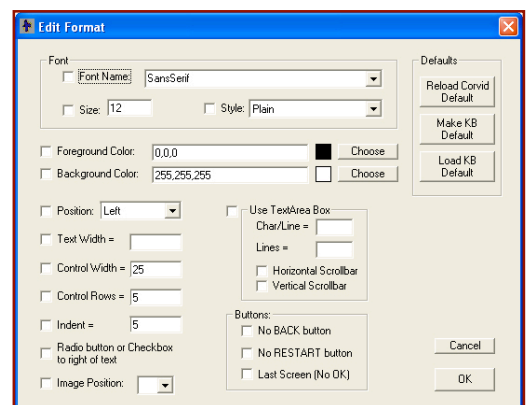 Edit Format
Font
Font Name: SansSerif
Size: 12 Style: Plain
Defaults
Reload Corvid
Default
Make KB
Default
Load KB
Default
Foreground Color: 0,0,0 Choose
Background Color: 255,255,255 Choose
Position: Left
Text Width =
Control Width = 25
Control Rows = 5
Indent = 5
Radio button or Checkbox
to right of text
Image Position:
Use TextArea Box
Char/Line =
Lines =
Horizontal Scrollbar
Vertical Scrollbar
Buttons:
No BACK button
No RESTART button
Last Screen (No OK)
Cancel
OK